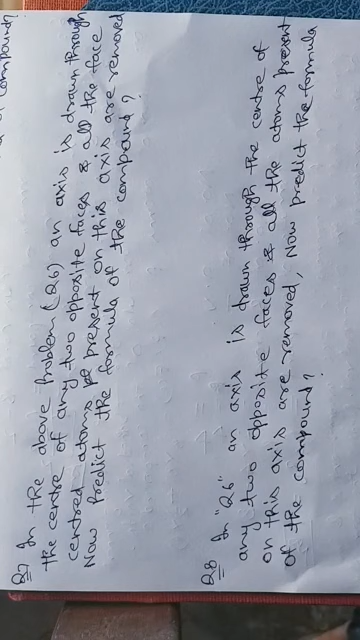 of compound?
Q7 In the above problem (Q6) an axis is drawn through
the centre of any two opposite faces & all the face
centred atoms present on this axis are removed
Now Predict the formula of the compound?
Q8 In "Q6" an axis is drawn through the centre of
any two opposite faces & all the atoms present
on this axis are removed, Now predict the formula
of the compound?